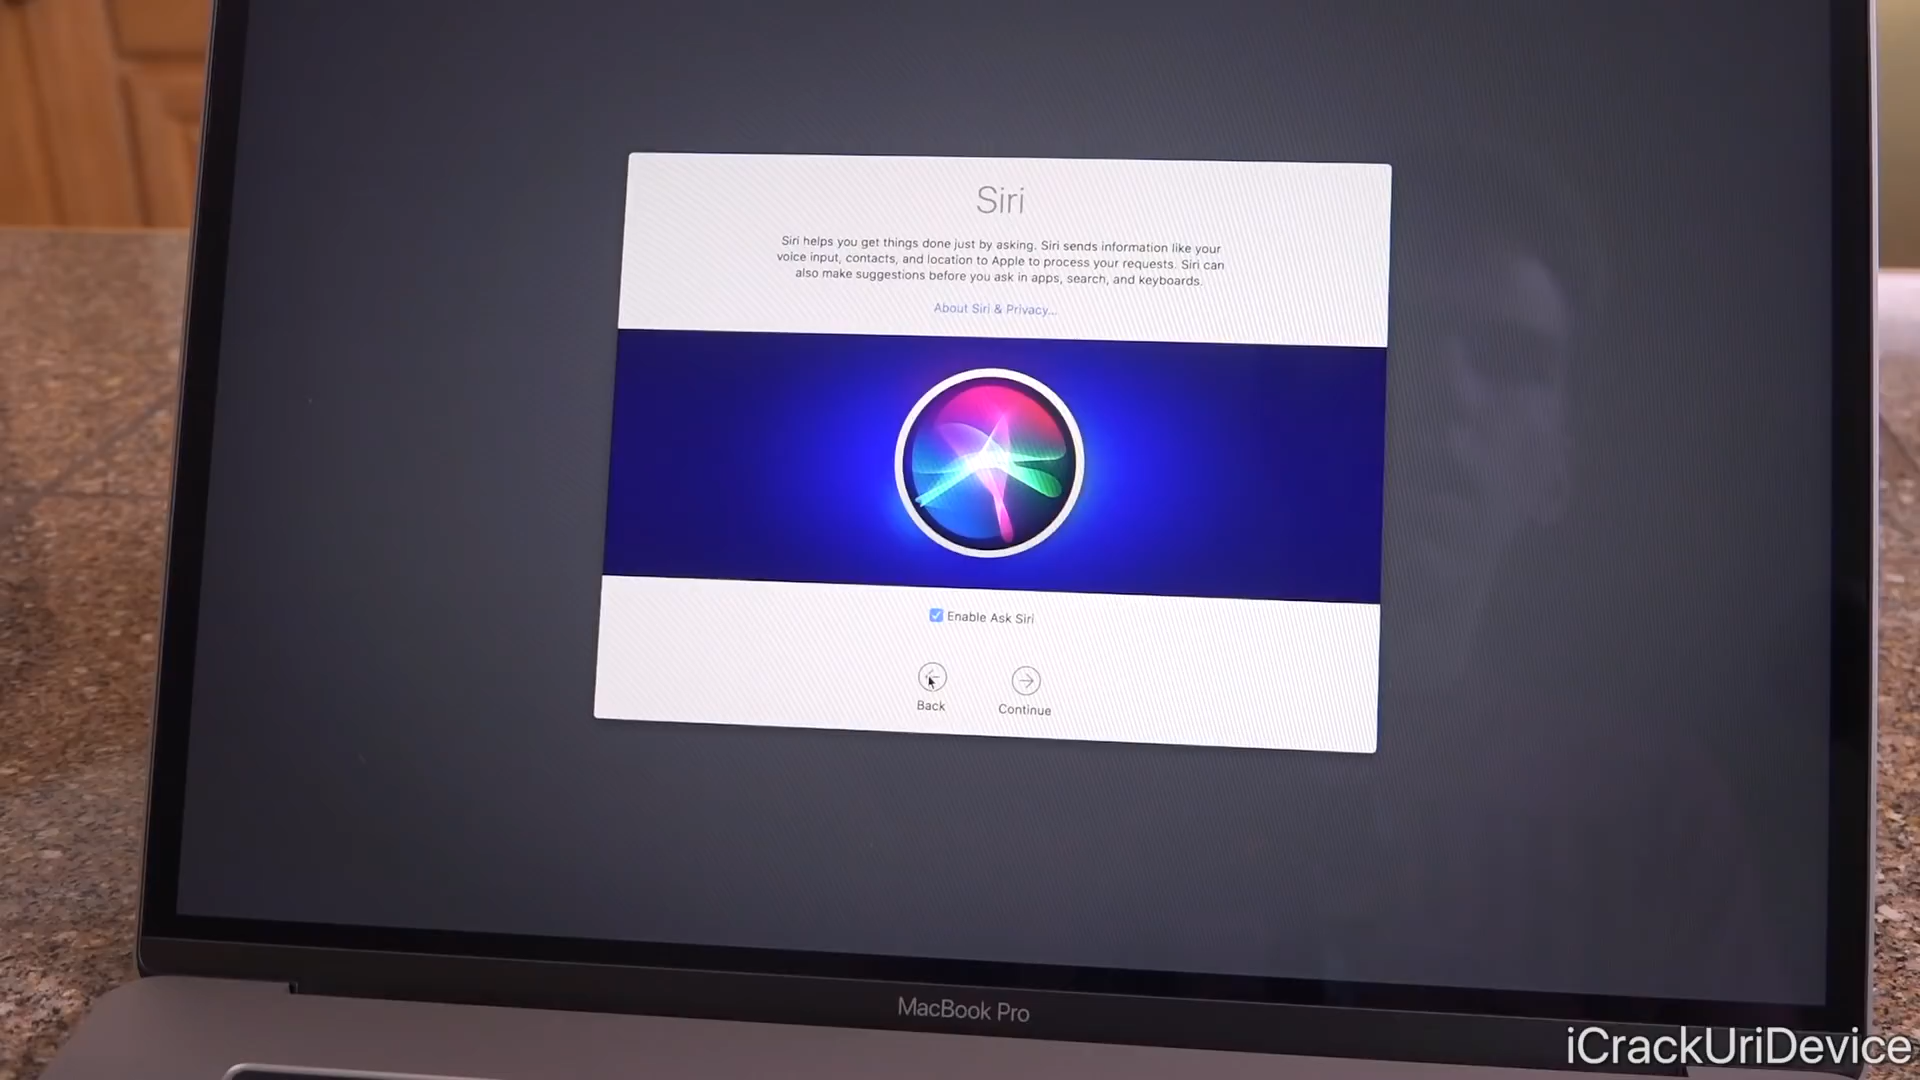 Siri
Siri helps you get things done just by asking. Siri sends information like your
voice input, contacts, and location to Apple to process your requests. Siri can
also make suggestions before you ask in apps, search, and keyboards.
About Siri & Privacy...
Enable Ask Siri
Back
Continue
MacBook Pro
iCrackUriDevice